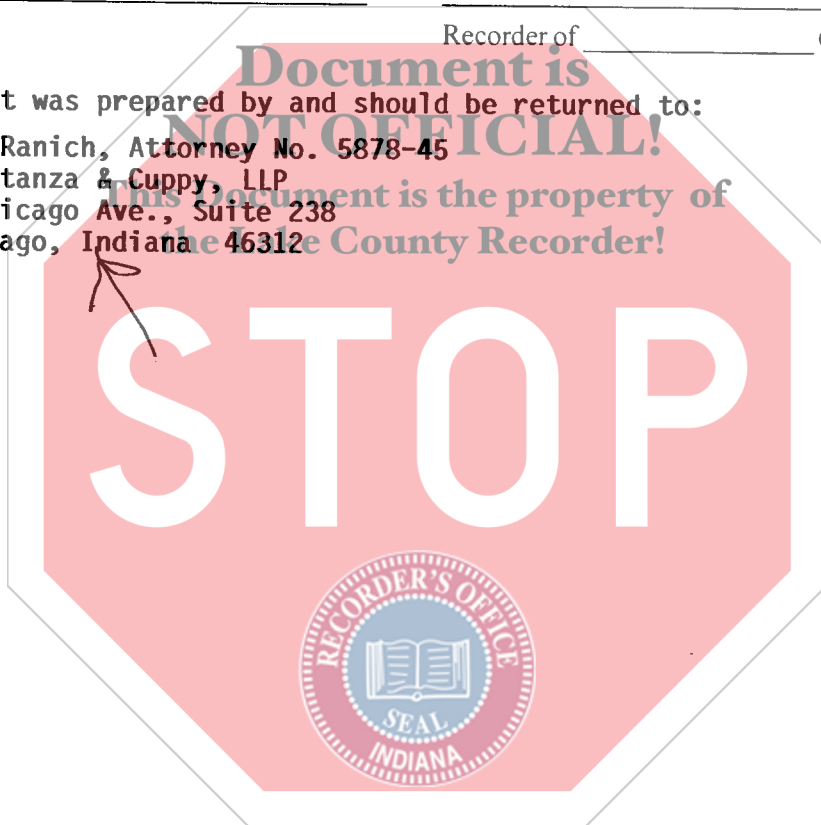 Recorder of
Document is
t was prepared by and should be returned to:
NOT OFFICIAL!
Ranich, Attorney No. 5878-45
tanza & Cuppy, LLP
This Document is the property of
icago Ave., Suite 238
ago, Indiana 46312
the Lake County Recorder!
STOP
RECORDER'S OFFICE
SEAL
INDIANA